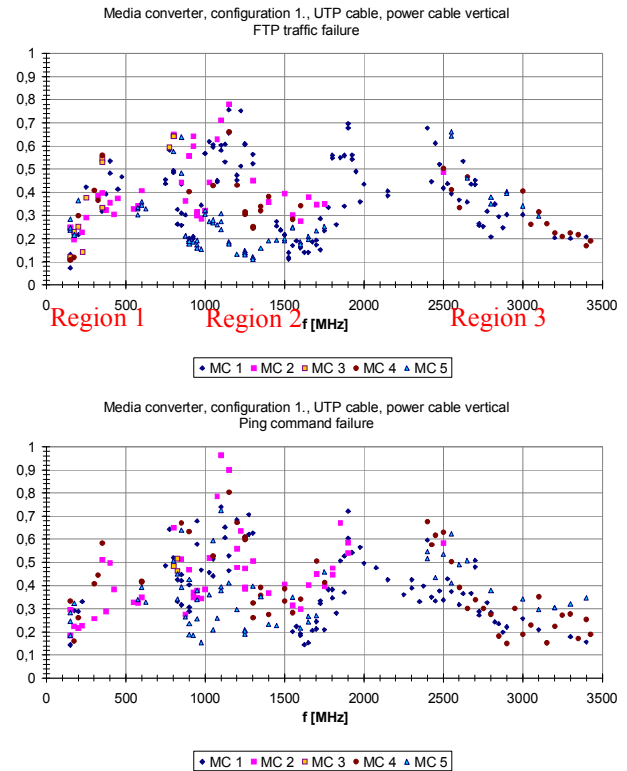 Media converter, configuration 1., UTP cable, power cable vertical
FTP traffic failure
1
0,9
0,8
0,7
0,6
0,5
0,4
0,3
0,2
0,1
0
0 500 1000 1500 2000 2500 3000 3500
Region 1 Region 2 Region 3
f [MHz]
MC 1 MC 2 MC 3 MC 4 MC 5
Media converter, configuration 1., UTP cable, power cable vertical
Ping command failure
1
0,9
0,8
0,7
0,6
0,5
0,4
0,3
0,2
0,1
0
0 500 1000 1500 2000 2500 3000 3500
f [MHz]
MC 1 MC 2 MC 3 MC 4 MC 5